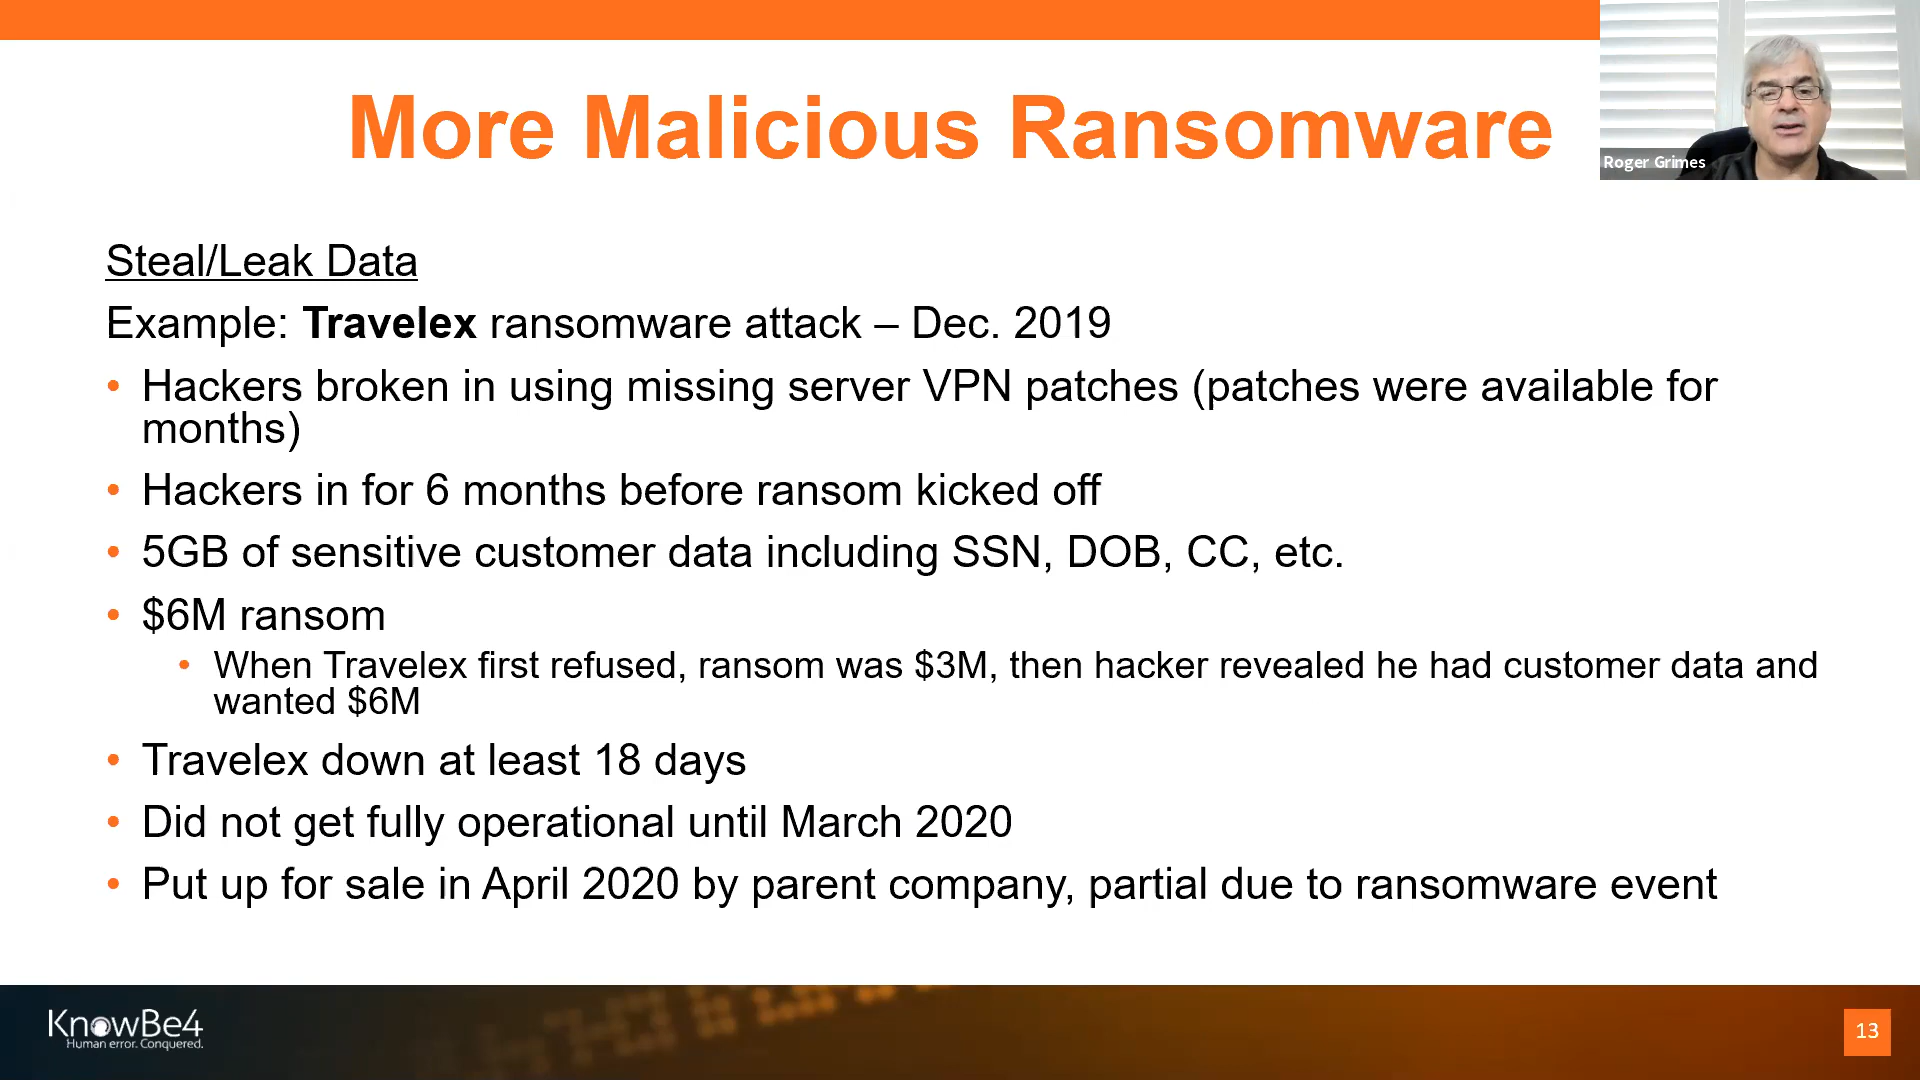 More Malicious Ransomware
Roger Grimes
Steal/Leak Data
Example: Travelex ransomware attack – Dec. 2019
• Hackers broken in using missing server VPN patches (patches were available for
months)
• Hackers in for 6 months before ransom kicked off
• 5GB of sensitive customer data including SSN, DOB, CC, etc.
• $6M ransom
• When Travelex first refused, ransom was $3M, then hacker revealed he had customer data and
wanted $6M
• Travelex down at least 18 days
• Did not get fully operational until March 2020
• Put up for sale in April 2020 by parent company, partial due to ransomware event
KnowBe4
Human error. Conquered.
13